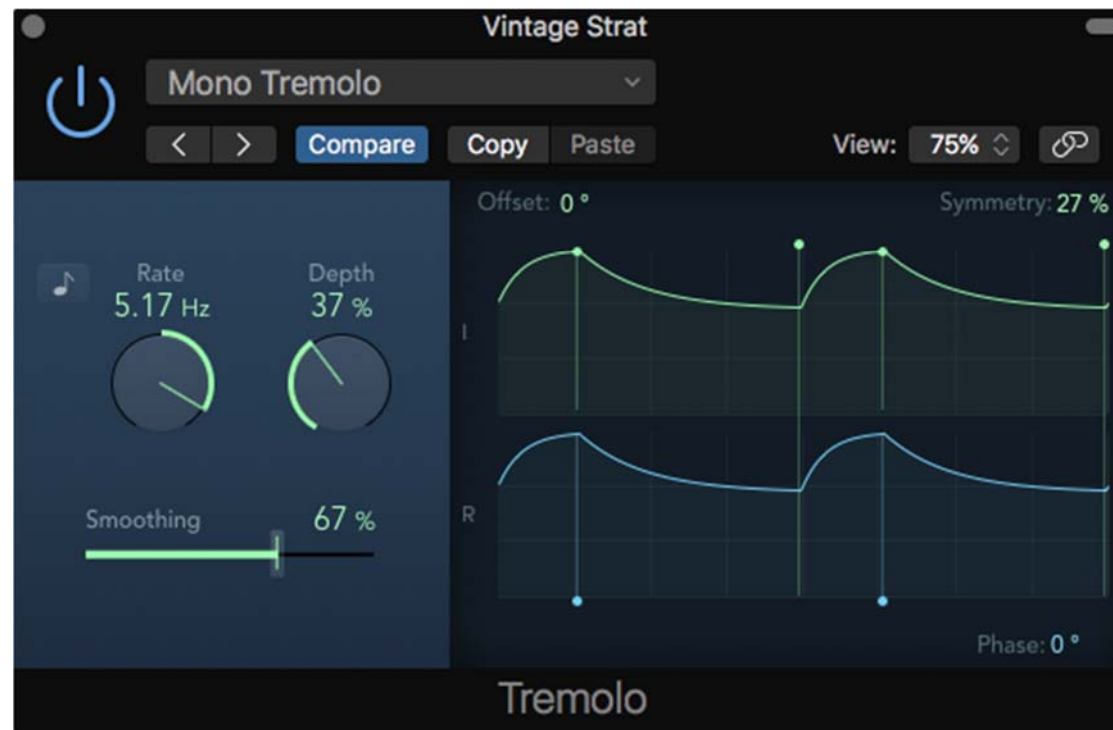 Vintage Strat
Mono Tremolo
Compare Copy Paste View: 75%
Offset: 0 ° Symmetry: 27 %
Rate Depth
5.17 Hz 37 %
L
Smoothing 67 %
R
Phase: 0 °
Tremolo